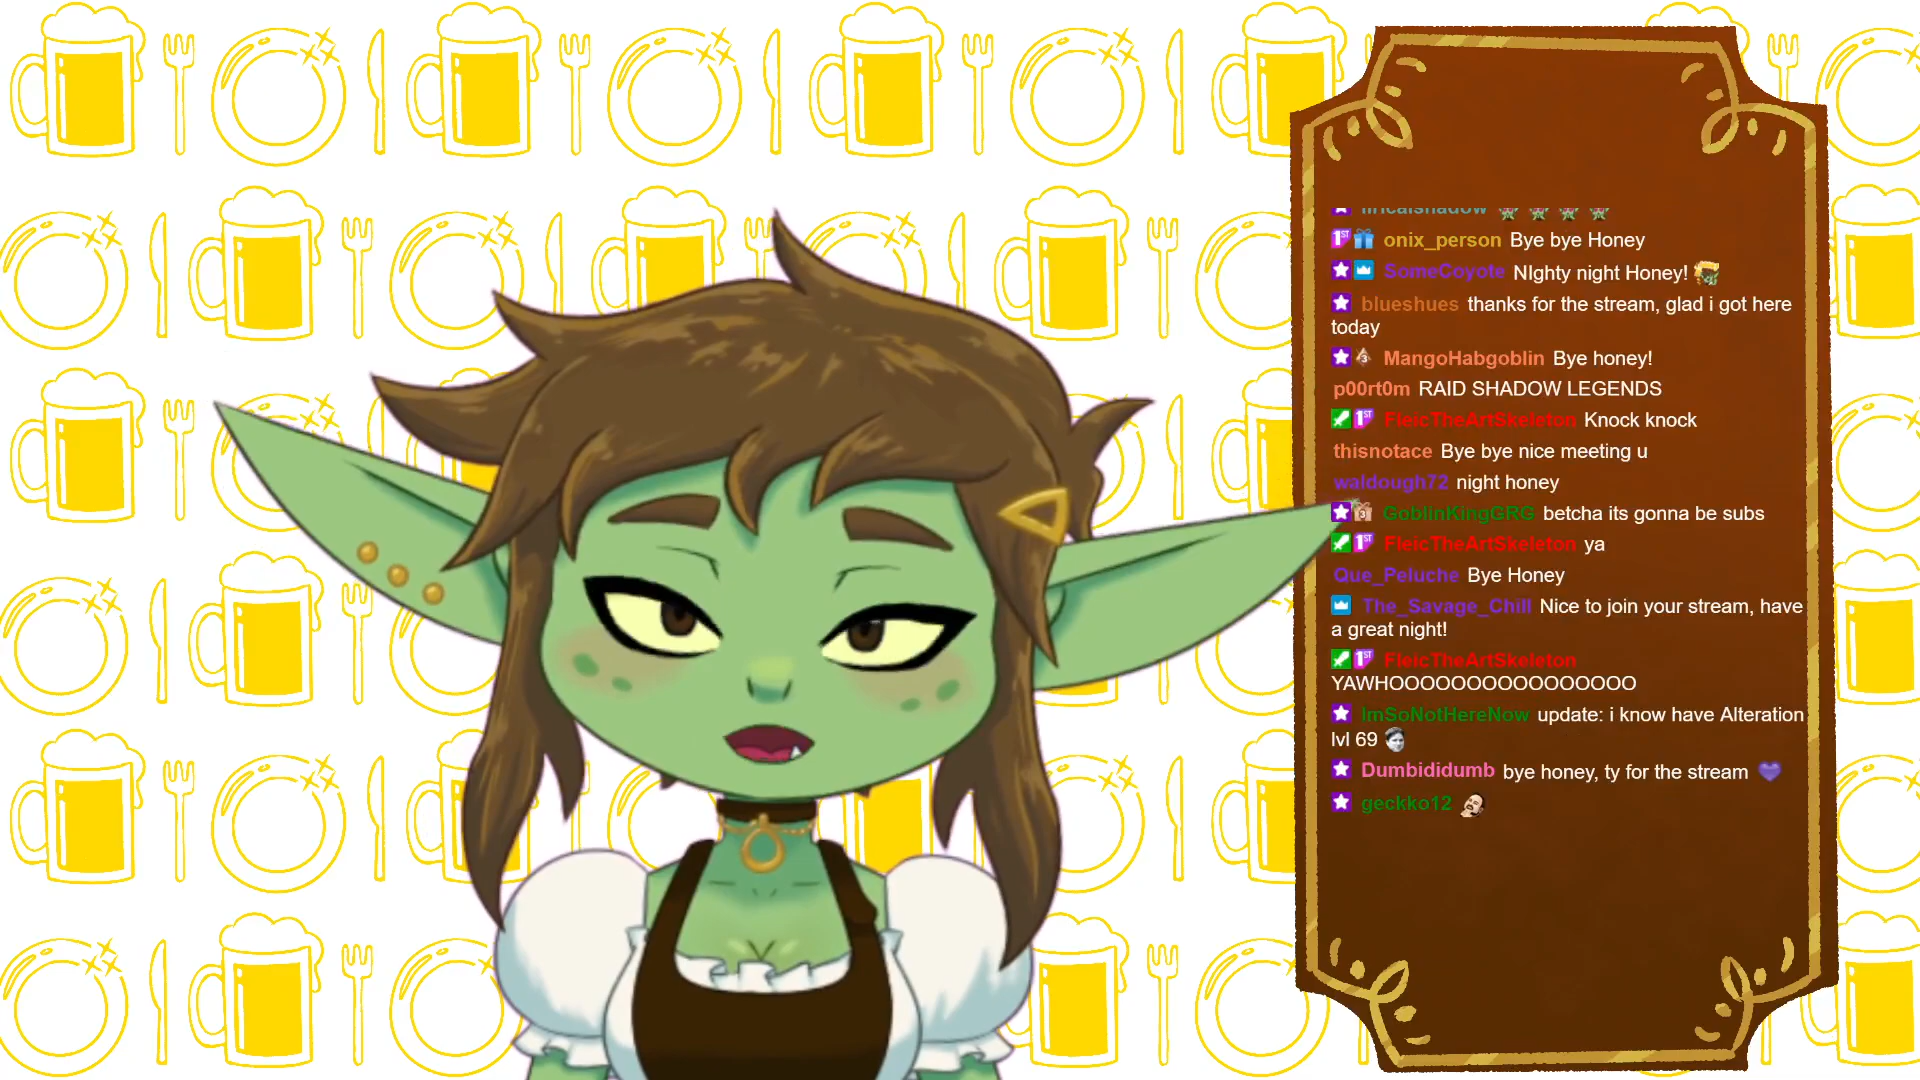 onix_person Bye bye Honey
SomeCoyote NIghty night Honey!
blueshues thanks for the stream, glad i got here
today
MangoHabgoblin Bye honey!
p00rt0m RAID SHADOW LEGENDS
FleicTheArtSkeleton Knock knock
thisnotace Bye bye nice meeting u
waldough72 night honey
GoblinKingGRG betcha its gonna be subs
FleicTheArtSkeleton ya
Que_Peluche Bye Honey
The_Savage_Chill Nice to join your stream, have
a great night!
FleicTheArtSkeleton
YAWHOOOOOOOOOOOOOOOO
ImSoNotHereNow update: i know have Alteration
lvl 69
Dumbididumb bye honey, ty for the stream
geckko12